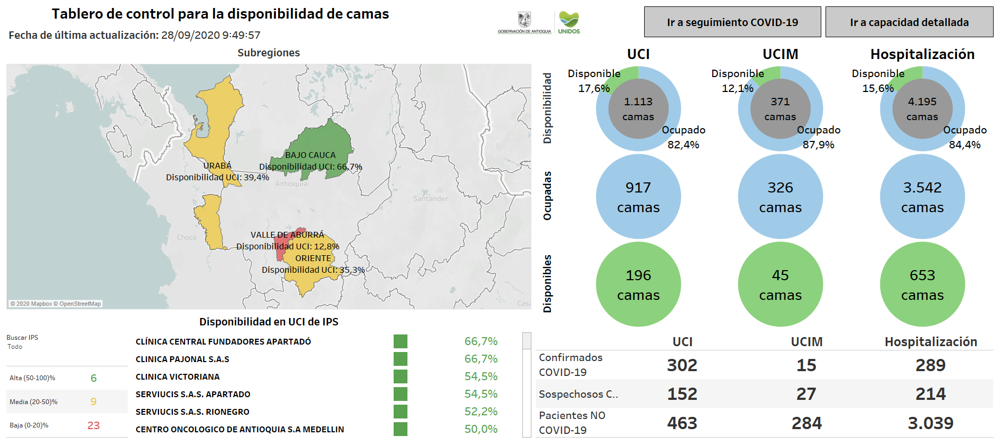 Tablero de control para la disponibilidad de camas
Fecha de última actualización: 28/09/2020 9:49:57
GOBERNACIÓN DE ANTIOQUIA
UNIDOS
Ir a seguimiento COVID-19
Ir a capacidad detallada
Subregiones
URABÁ
Disponibilidad UCI: 39,4%
BAJO CAUCA
Disponibilidad UCI: 66,7%
Antioquia
Santander
Chocó
VALLE DE ABURRÁ
Disponibilidad UCI: 12,8%
ORIENTE
Disponibilidad UCI: 35,3%
Casa
© 2020 Mapbox © OpenStreetMap
UCI
UCIM
Hospitalización
Disponibilidad
Disponible
17,6%
1.113
camas
Ocupado
82,4%
Disponible
12,1%
371
camas
Ocupado
87,9%
Disponible
15,6%
4.195
camas
Ocupado
84,4%
Ocupadas
917
camas
326
camas
3.542
camas
Disponibles
196
camas
45
camas
653
camas
Disponibilidad en UCI de IPS
Buscar IPS
Todo
Alta (50-100)% 6
Media (20-50)% 9
Baja (0-20)% 23
CLÍNICA CENTRAL FUNDADORES APARTADÓ 66,7%
CLINICA PAJONAL S.A.S 66,7%
CLINICA VICTORIANA 54,5%
SERVIUCIS S.A.S. APARTADO 54,5%
SERVIUCIS S.A.S. RIONEGRO 52,2%
CENTRO ONCOLOGICO DE ANTIOQUIA S.A MEDELLIN 50,0%
UCI UCIM Hospitalización
Confirmados
COVID-19 302 15 289
Sospechosos C.. 152 27 214
Pacientes NO
COVID-19 463 284 3.039